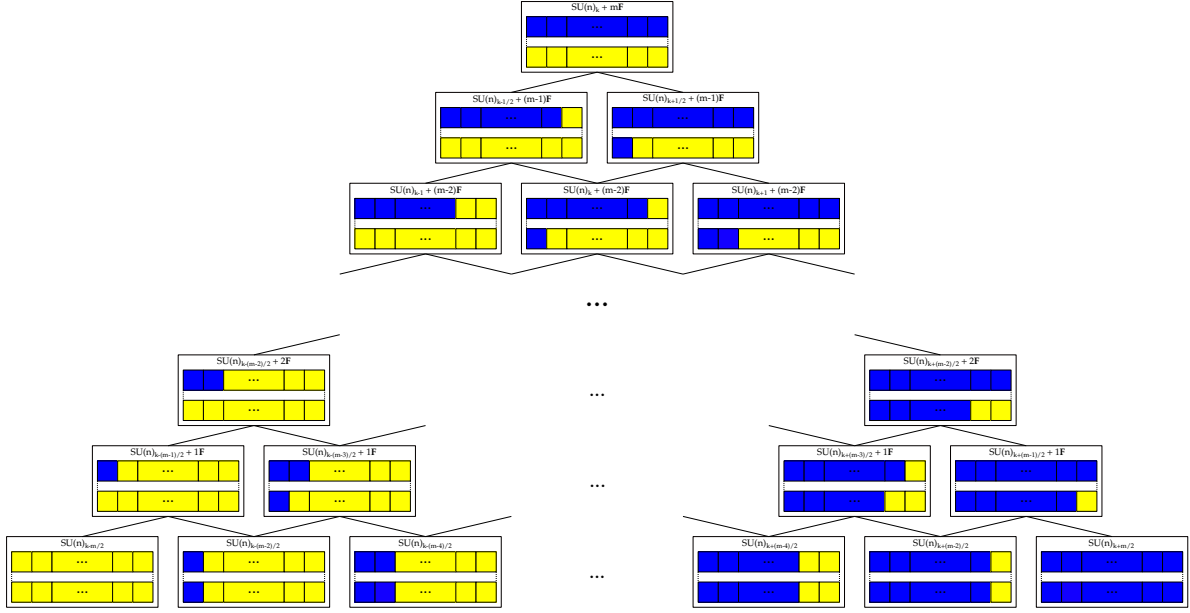 SU(n)k + mF
...
...
SU(n)k-1/2 + (m-1)F
SU(n)k+1/2 + (m-1)F
...
...
...
...
SU(n)k-1 + (m-2)F
SU(n)k + (m-2)F
SU(n)k+1 + (m-2)F
...
...
...
...
...
...
...
SU(n)k-(m-2)/2 + 2F
SU(n)k+(m-2)/2 + 2F
...
...
...
...
...
SU(n)k-(m-1)/2 + 1F
SU(n)k-(m-3)/2 + 1F
SU(n)k+(m-3)/2 + 1F
SU(n)k+(m-1)/2 + 1F
...
...
...
...
...
...
...
...
...
SU(n)k-m/2
SU(n)k-(m-2)/2
SU(n)k-(m-4)/2
SU(n)k+(m-4)/2
SU(n)k+(m-2)/2
SU(n)k+m/2
...
...
...
...
...
...
...
...
...
...
...
...
...